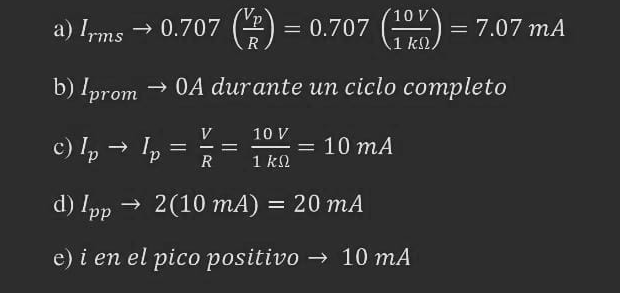 a) I_rms → 0.707 (V_p/R) = 0.707 (10 V/1 kΩ) = 7.07 mA
b) I_prom → 0A durante un ciclo completo
c) I_p → I_p = V/R = 10 V/1 kΩ = 10 mA
d) I_pp → 2(10 mA) = 20 mA
e) i en el pico positivo → 10 mA